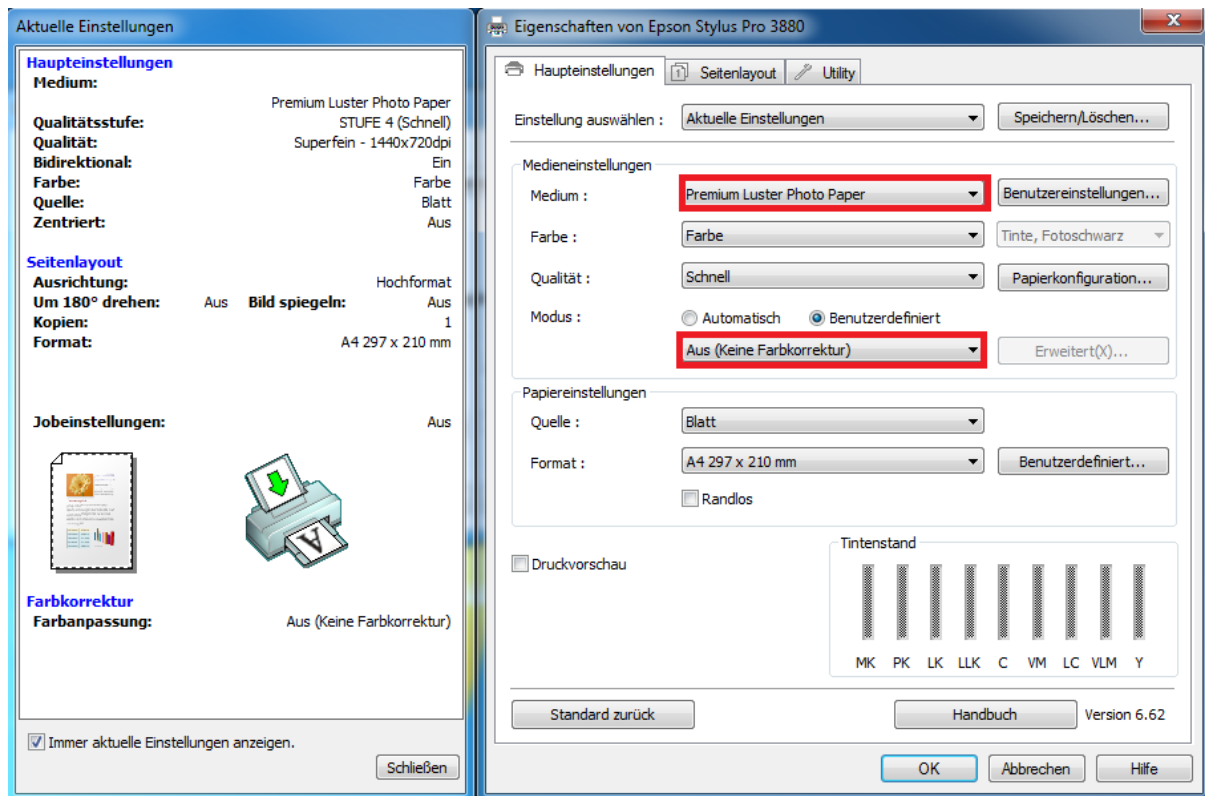 Aktuelle Einstellungen
Haupteinstellungen
Medium:
Premium Luster Photo Paper
Qualitätsstufe: STUFE 4 (Schnell)
Qualität: Superfein - 1440x720dpi
Bidirektional: Ein
Farbe: Farbe
Quelle: Blatt
Zentriert: Aus
Seitenlayout
Ausrichtung: Hochformat
Um 180° drehen: Aus Bild spiegeln: Aus
Kopien: 1
Format: A4 297 x 210 mm
Jobeinstellungen: Aus
A
Farbkorrektur
Farbanpassung: Aus (Keine Farbkorrektur)
Immer aktuelle Einstellungen anzeigen.
Schließen
Eigenschaften von Epson Stylus Pro 3880
Haupteinstellungen Seitenlayout Utility
Einstellung auswählen : Aktuelle Einstellungen Speichern/Löschen...
Medieneinstellungen
Medium : Premium Luster Photo Paper Benutzereinstellungen...
Farbe : Farbe Tinte, Fotoschwarz
Qualität : Schnell Papierkonfiguration...
Modus : Automatisch Benutzerdefiniert
Aus (Keine Farbkorrektur) Erweitert(X)...
Papiereinstellungen
Quelle : Blatt
Format : A4 297 x 210 mm Benutzerdefiniert...
Randlos
Druckvorschau
Tintenstand
MK PK LK LLK C VM LC VLM Y
Standard zurück Handbuch Version 6.62
OK Abbrechen Hilfe